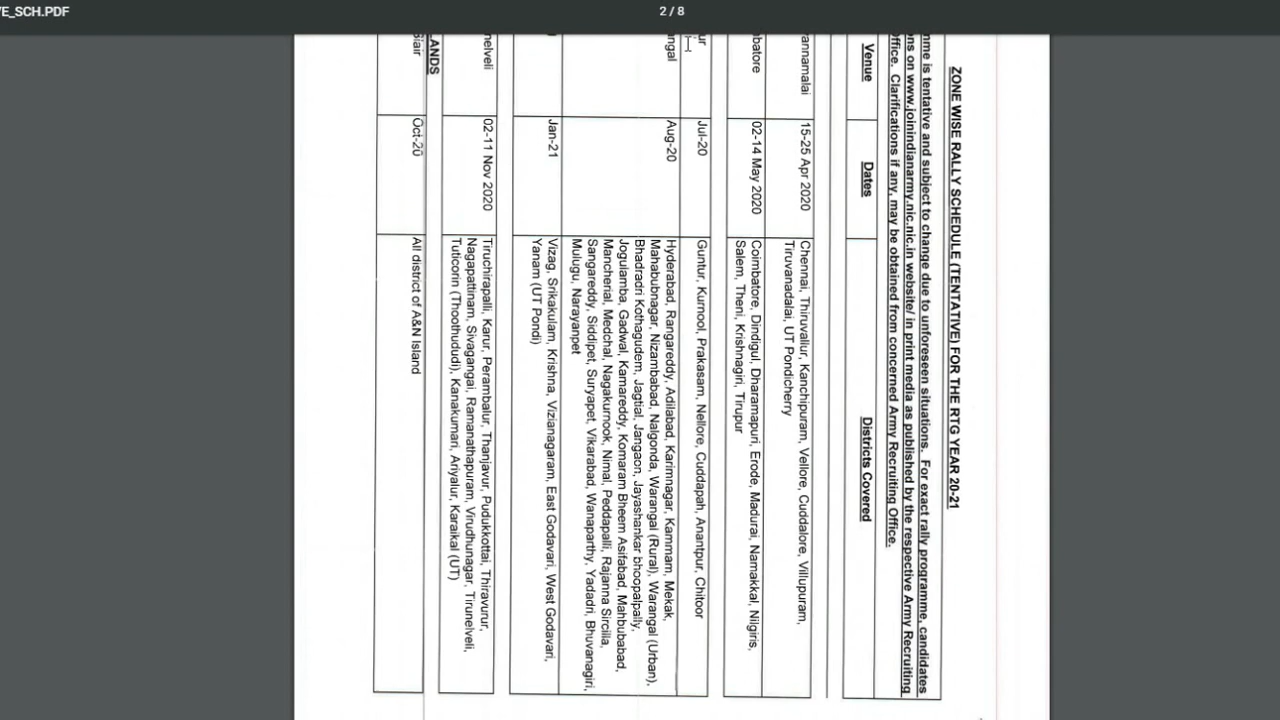 E_SCH.PDF
2 / 8
ZONE WISE RALLY SCHEDULE (TENTATIVE) FOR THE RTG YEAR 20-21
is tentative and subject to change due to unforeseen situations. For exact rally programme, candidates
on www.joinindianarmy.nic.nic.in website/ in print media as published by the respective Army Recruiting
Office. Clarifications if any, may be obtained from concerned Army Recruiting Office.
Venue Dates Districts Covered
annamalai 15-25 Apr 2020 Chennai, Thiruvallur, Kanchipuram, Vellore, Cuddalore, Villupuram,
Tiruvanadalai, UT Pondicherry
batore 02-14 May 2020 Coimbatore, Dindigul, Dharamapuri, Erode, Madurai, Namakkal, Nilgiris,
Salem, Theni, Krishnagiri, Tirupur
ur Jul-20 Guntur, Kurnool, Prakasam, Nellore, Cuddapah, Anantpur, Chitoor
ngal Aug-20 Hyderabad, Rangareddy, Adilabad, Karimnagar, Kammam, Mekak,
Mahabubnagar, Nizambabad, Nalgonda, Warangal (Rural), Warangal (Urban),
Bhadradri Kothagudem, Jagtial, Jangaon, Jayashankar bhoopalpally,
Jogulamba, Gadwal, Kamareddy, Komaram Bheem Asifabad, Mahbubabad,
Mancherial, Medchal, Nagakurnook, Nimal, Peddapalli, Rajanna Sircilla,
Sangareddy, Siddipet, Suryapet, Vikarabad, Wanaparthy, Yadadri, Bhuvanagiri,
Mulugu, Narayanpet
Jan-21 Vizag, Srikakulam, Krishna, Vizianagaram, East Godavari, West Godavari,
Yanam (UT Pondi)
nelveli 02-11 Nov 2020 Tiruchirapalli, Karur, Perambalur, Thanjavur, Pudukkottai, Thiravurur,
Nagapattinam, Sivagangai, Ramanathapuram, Virudhunagar, Tirunelveli,
Tuticorin (Thoothududi), Kanakumari, Ariyalur, Karaikal (UT)
LANDS
Blair Oct-20 All district of A&N Island